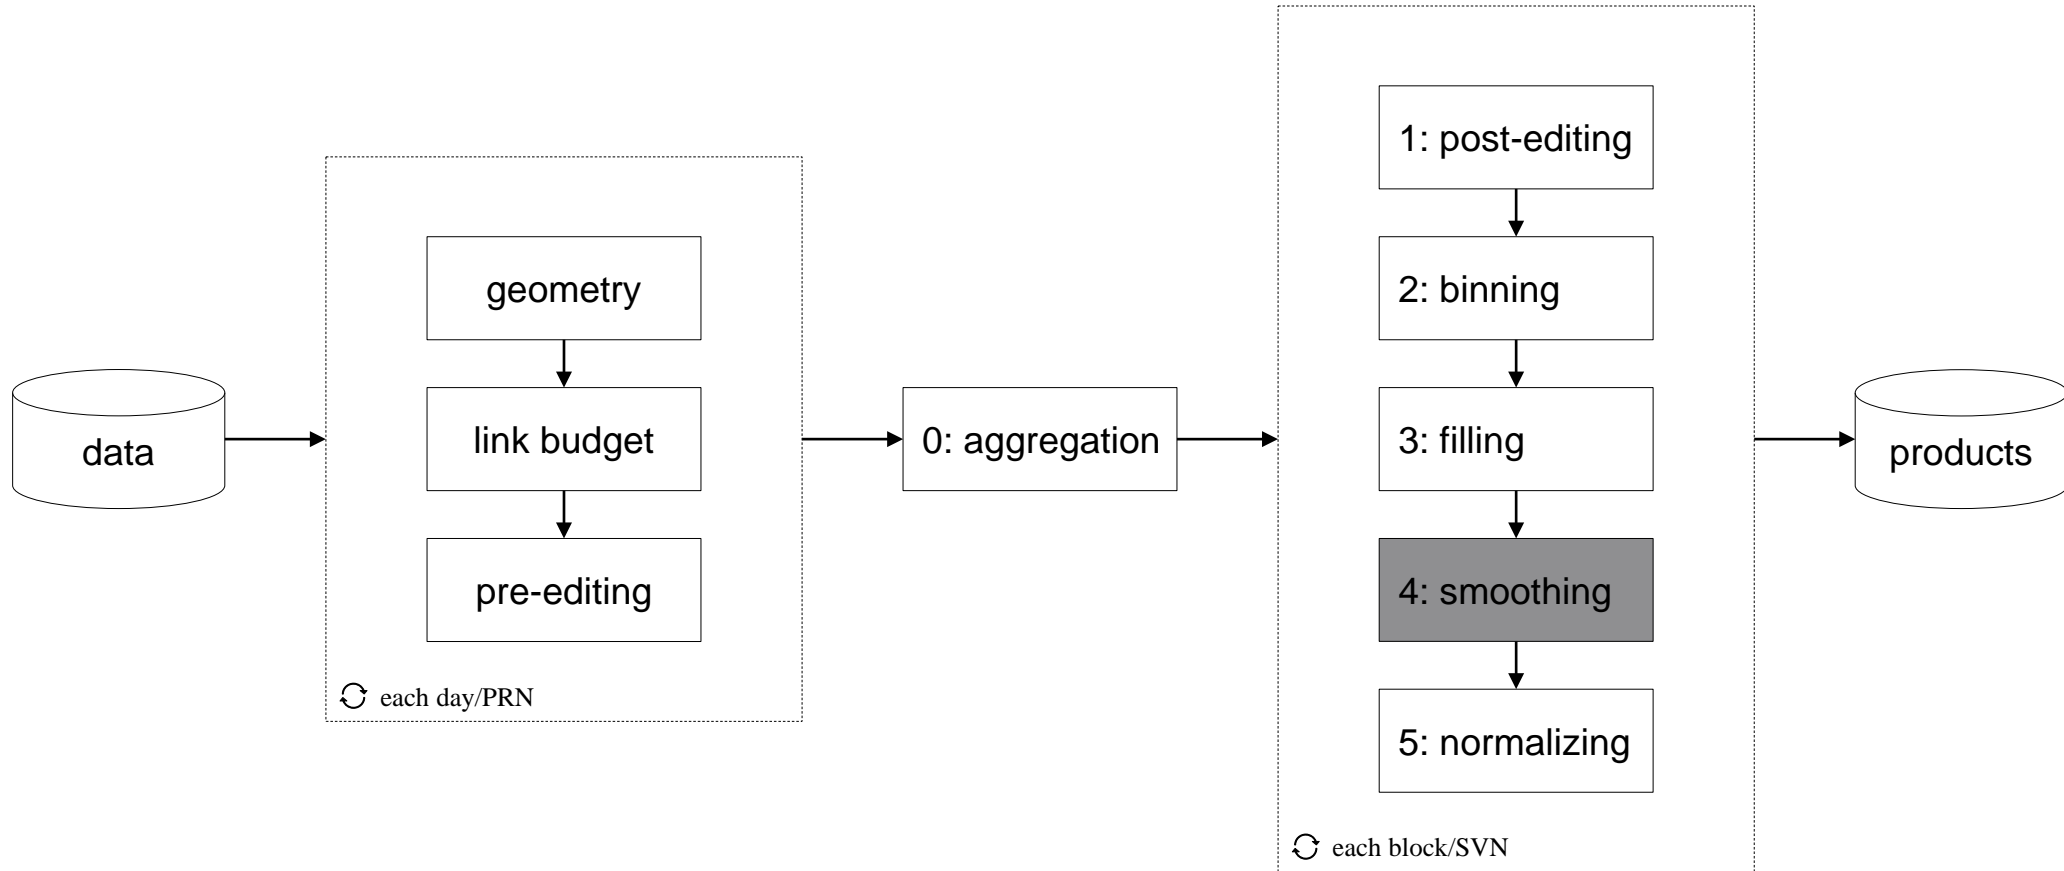 data
geometry
link budget
pre-editing
each day/PRN
0: aggregation
1: post-editing
2: binning
3: filling
4: smoothing
5: normalizing
each block/SVN
products